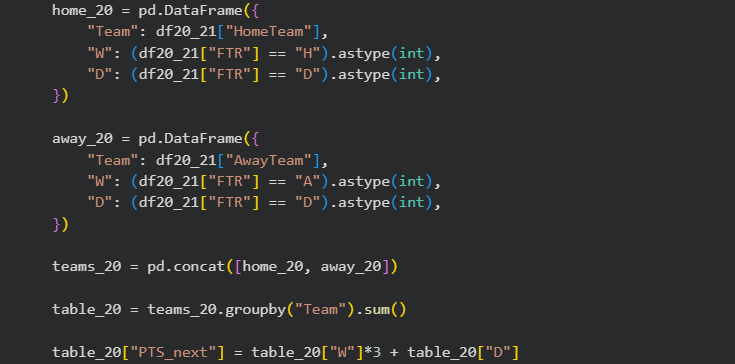 home_20 = pd.DataFrame({
    "Team": df20_21["HomeTeam"],
    "W": (df20_21["FTR"] == "H").astype(int),
    "D": (df20_21["FTR"] == "D").astype(int),
})
away_20 = pd.DataFrame({
    "Team": df20_21["AwayTeam"],
    "W": (df20_21["FTR"] == "A").astype(int),
    "D": (df20_21["FTR"] == "D").astype(int),
})
teams_20 = pd.concat([home_20, away_20])
table_20 = teams_20.groupby("Team").sum()
table_20["PTS_next"] = table_20["W"]*3 + table_20["D"]